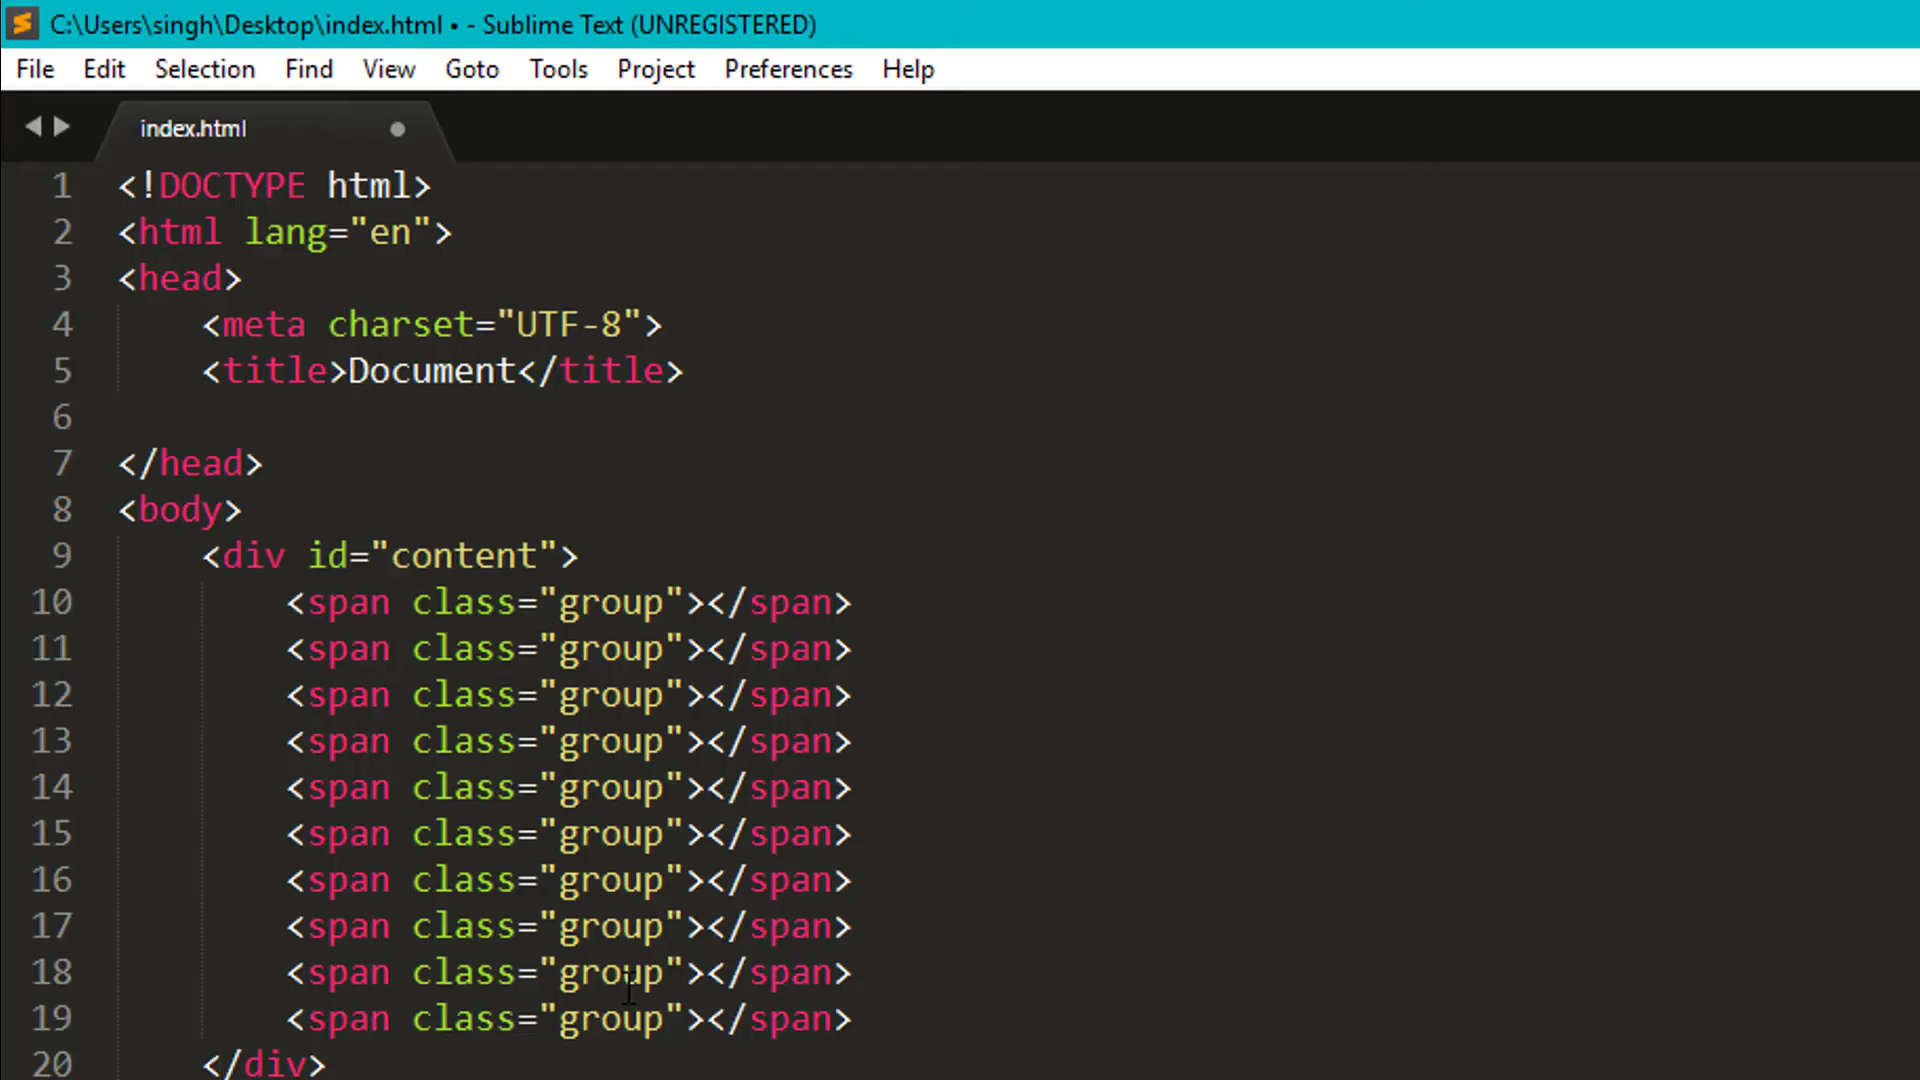 C:\Users\singh\Desktop\index.html • - Sublime Text (UNREGISTERED)
File Edit Selection Find View Goto Tools Project Preferences Help
index.html
1 <!DOCTYPE html>
2 <html lang="en">
3 <head>
4 <meta charset="UTF-8">
5 <title>Document</title>
6
7 </head>
8 <body>
9 <div id="content">
10 <span class="group"></span>
11 <span class="group"></span>
12 <span class="group"></span>
13 <span class="group"></span>
14 <span class="group"></span>
15 <span class="group"></span>
16 <span class="group"></span>
17 <span class="group"></span>
18 <span class="group"></span>
19 <span class="group"></span>
20 </div>